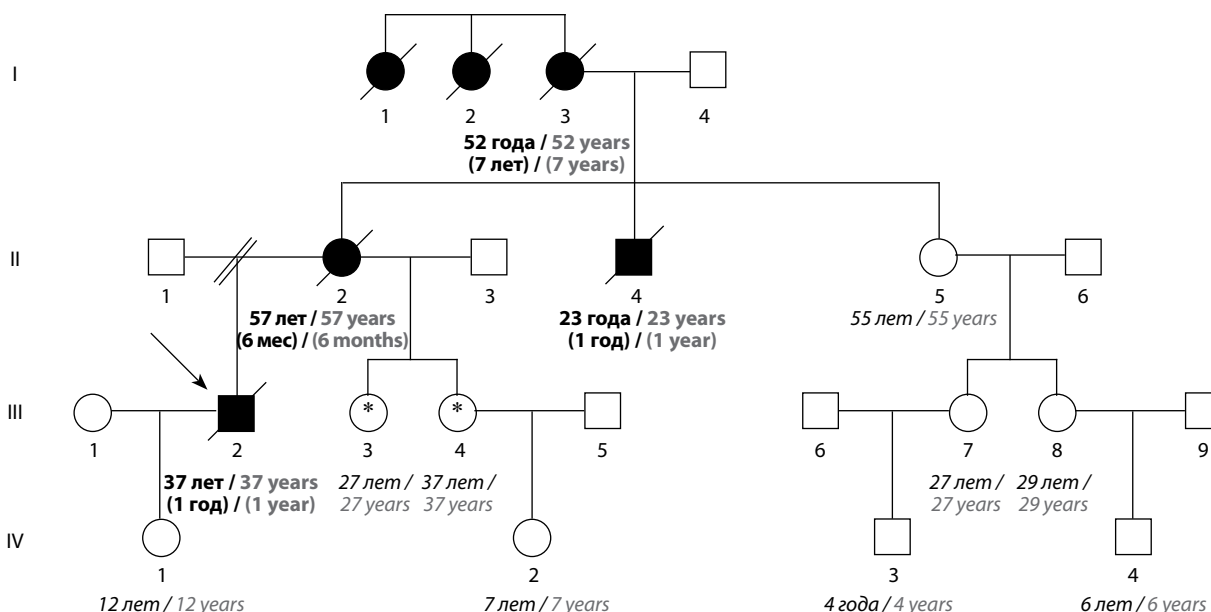 I
1 2 3 4
52 года / 52 years
(7 лет) / (7 years)
II
1 2 3 4 5 6
57 лет / 57 years
(6 мес) / (6 months)
23 года / 23 years
(1 год) / (1 year)
55 лет / 55 years
III
* *
1 2 3 4 5 6 7 8 9
37 лет / 37 years
(1 год) / (1 year)
27 лет /
27 years
37 лет /
37 years
27 лет /
27 years
29 лет /
29 years
IV
1 2 3 4
12 лет / 12 years
7 лет / 7 years
4 года / 4 years
6 лет / 6 years